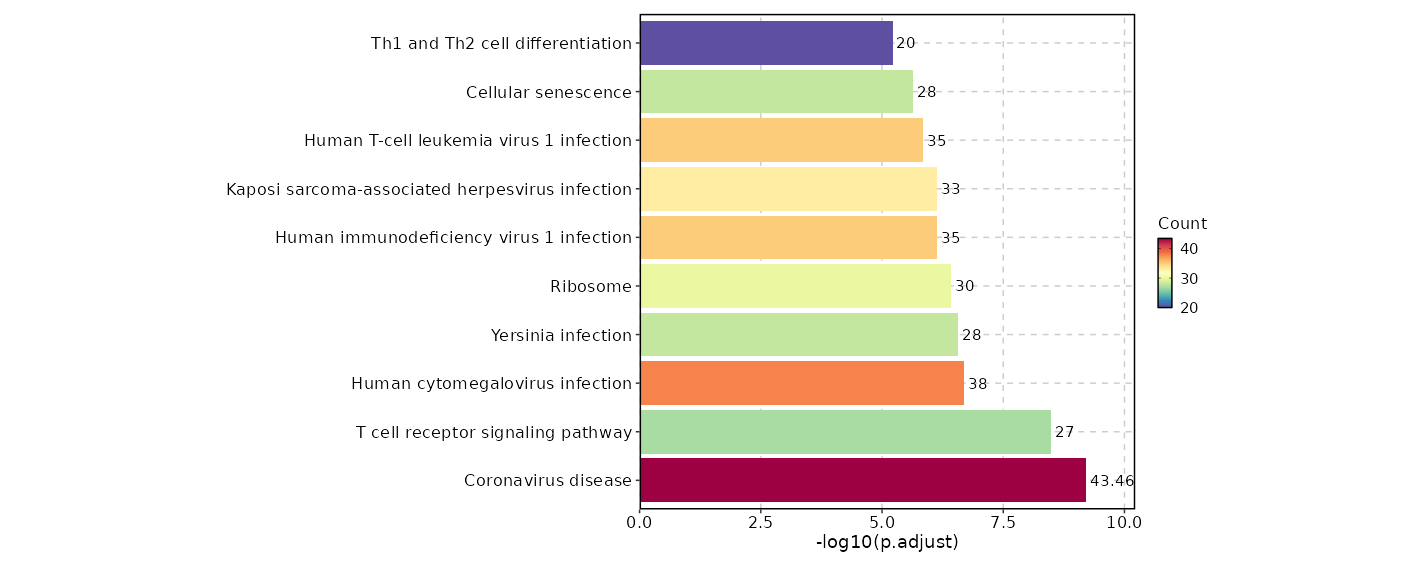 Th1 and Th2 cell differentiation 20
Cellular senescence 28
Human T-cell leukemia virus 1 infection 35
Kaposi sarcoma-associated herpesvirus infection 33
Human immunodeficiency virus 1 infection 35
Ribosome 30
Yersinia infection 28
Human cytomegalovirus infection 38
T cell receptor signaling pathway 27
Coronavirus disease 43.46
0.0 2.5 5.0 7.5 10.0
-log10(p.adjust)
Count
40
30
20